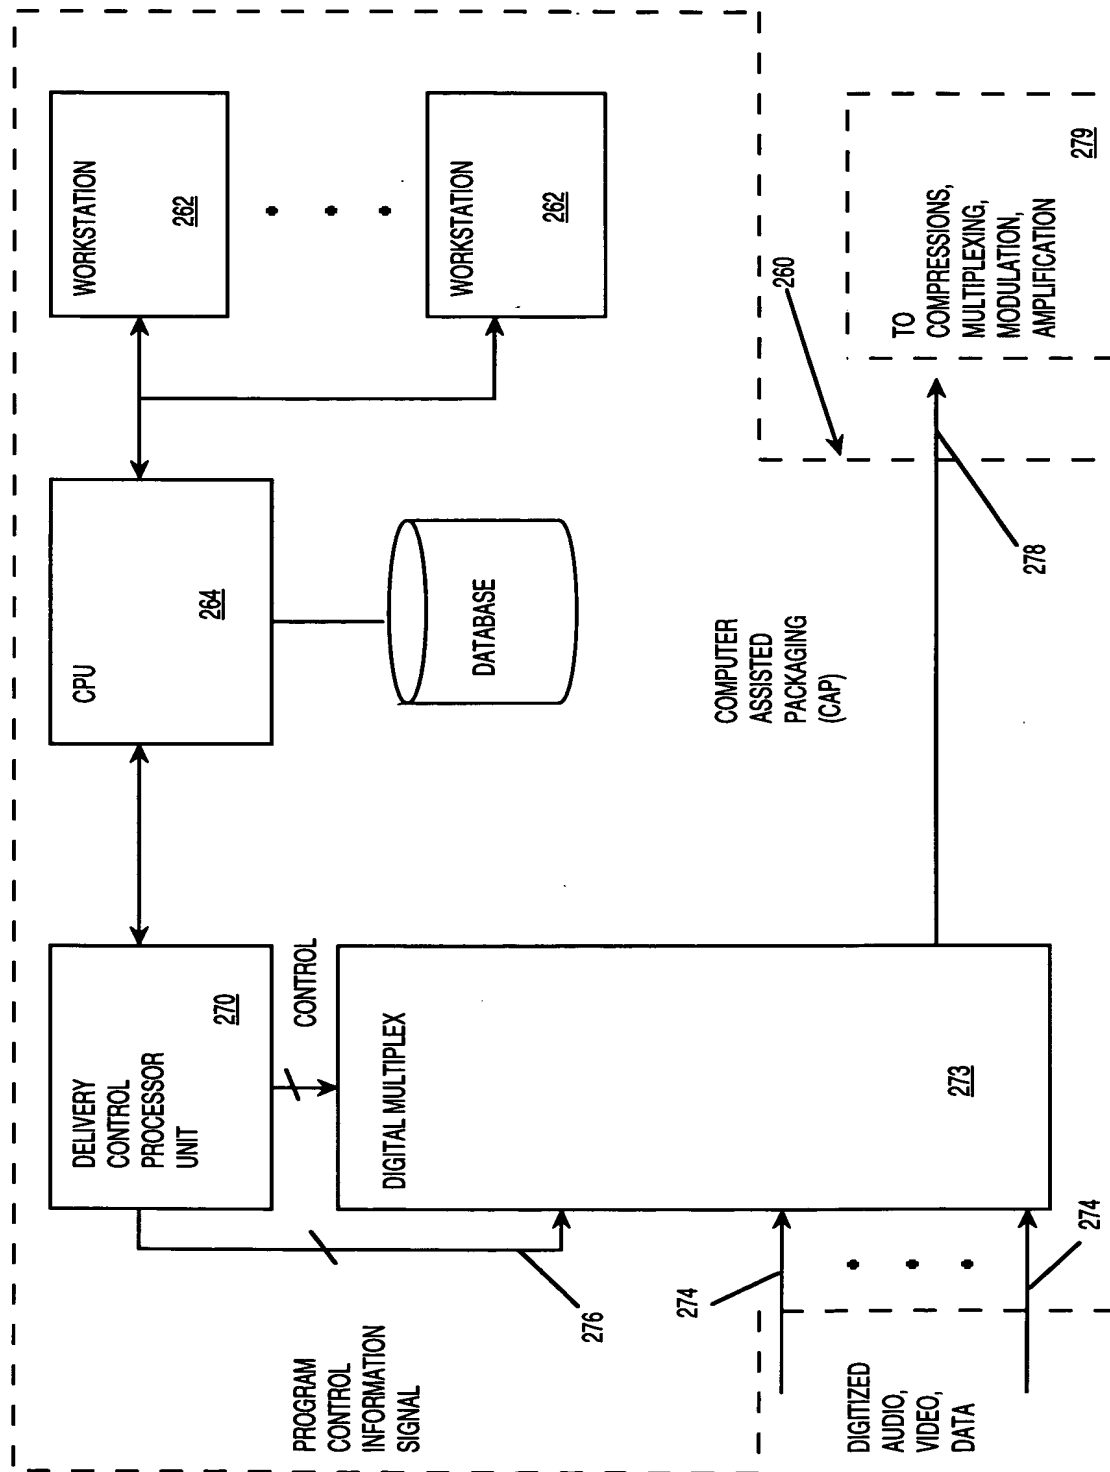 DELIVERY
CONTROL
PROCESSOR
UNIT
270
CPU
264
WORKSTATION
262
WORKSTATION
262
CONTROL
DATABASE
PROGRAM
CONTROL
INFORMATION
SIGNAL
276
DIGITAL MULTIPLEX
273
COMPUTER
ASSISTED
PACKAGING
(CAP)
260
274
274
DIGITIZED
AUDIO,
VIDEO,
DATA
278
TO
COMPRESSIONS,
MULTIPLEXING,
MODULATION,
AMPLIFICATION
279